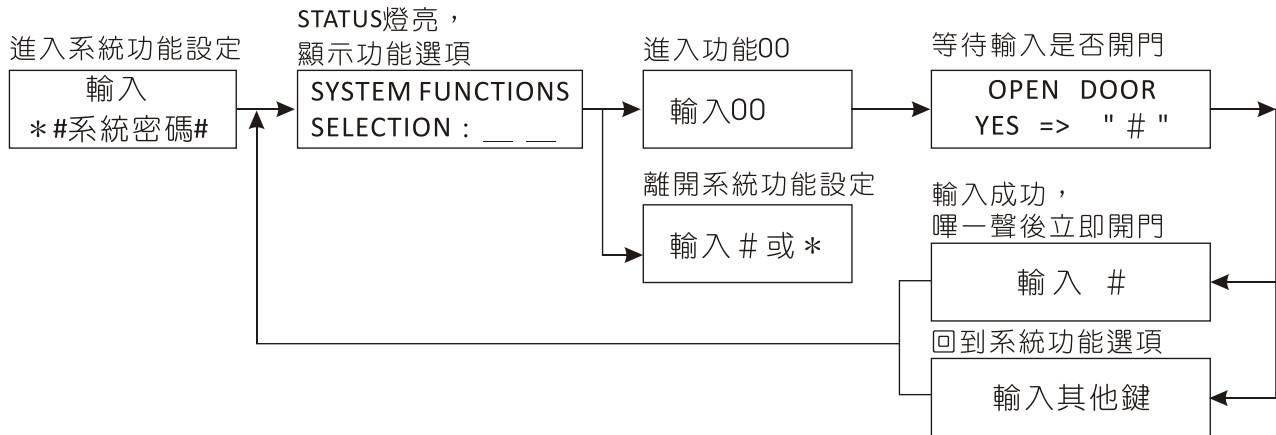 進入系統功能設定
輸入
＊#系統密碼#
STATUS燈亮，
顯示功能選項
SYSTEM FUNCTIONS
SELECTION : __ __
進入功能00
輸入00
離開系統功能設定
輸入＃或＊
等待輸入是否開門
OPEN DOOR
YES => "＃"
輸入成功，
嗶一聲後立即開門
輸入 ＃
回到系統功能選項
輸入其他鍵